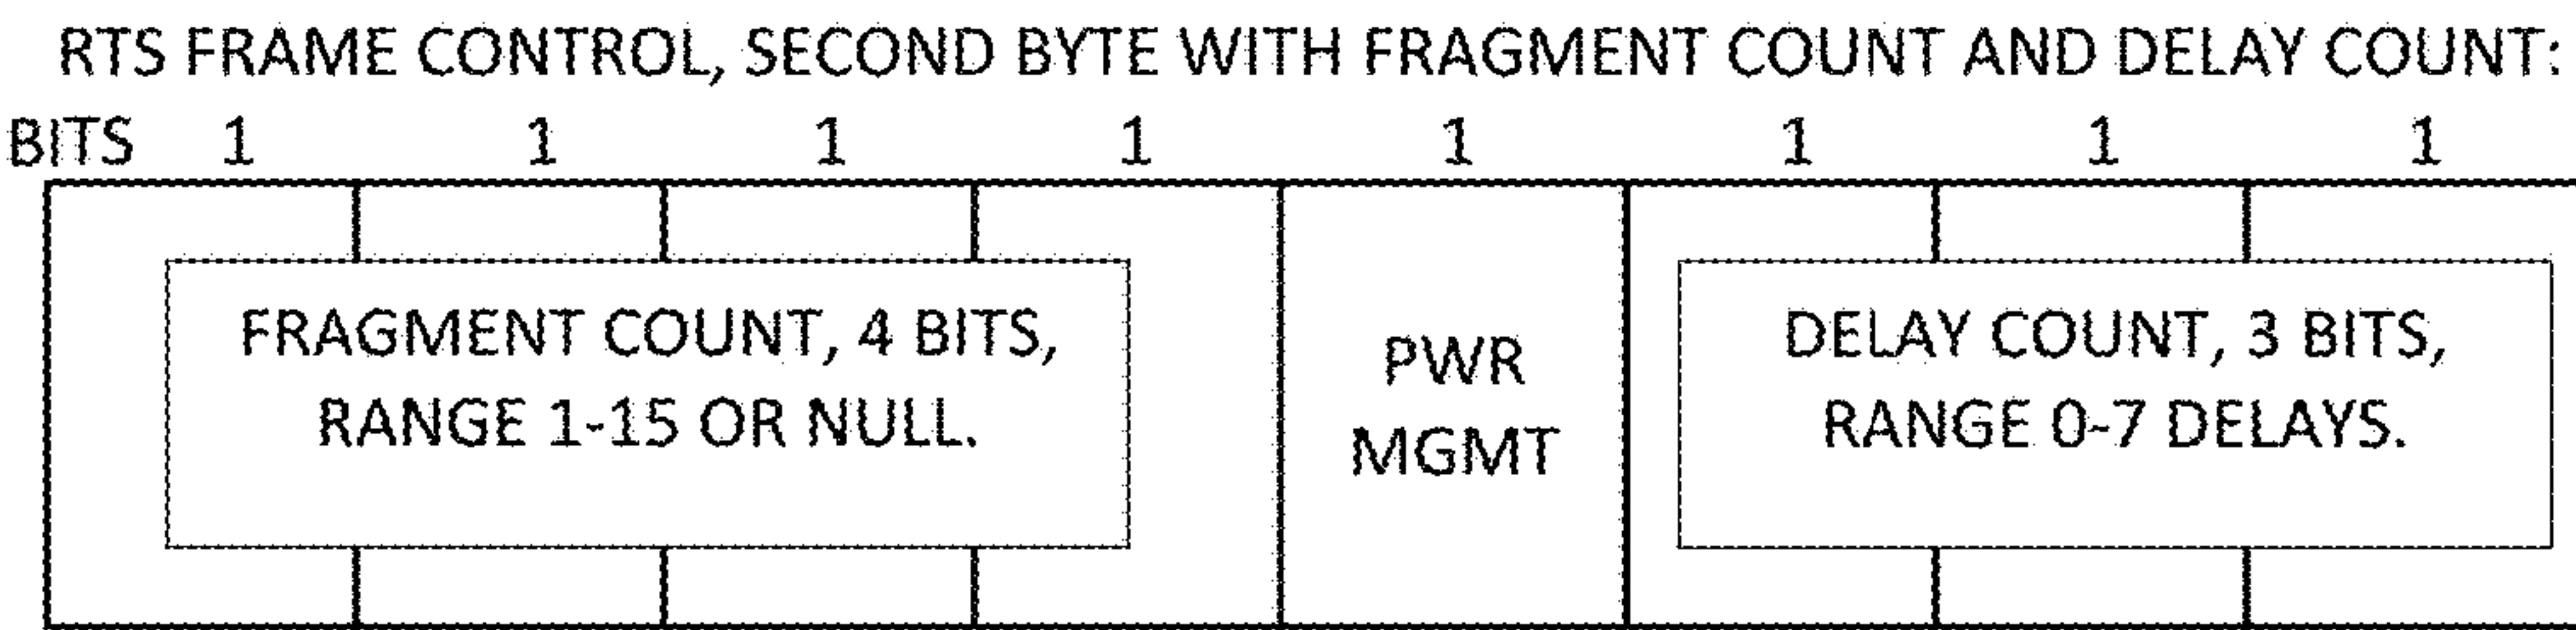 RTS FRAME CONTROL, SECOND BYTE WITH FRAGMENT COUNT AND DELAY COUNT:
BITS 1 1 1 1 1 1 1 1
FRAGMENT COUNT, 4 BITS,
RANGE 1-15 OR NULL.
PWR
MGMT
DELAY COUNT, 3 BITS,
RANGE 0-7 DELAYS.